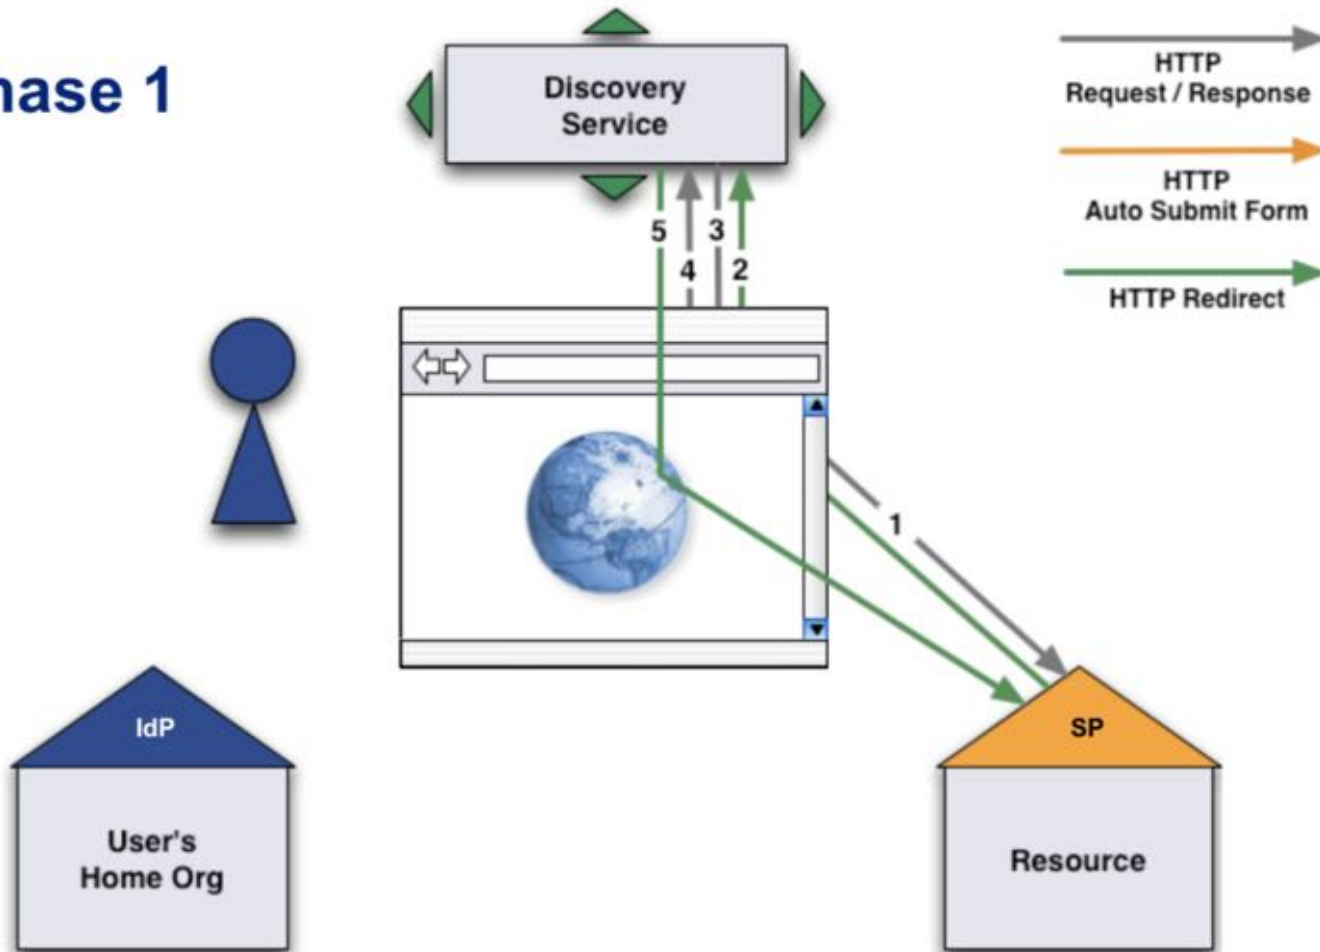 hase 1
Discovery
Service
HTTP
Request / Response
HTTP
Auto Submit Form
HTTP Redirect
5
3
4
2
1
IdP
User's
Home Org
SP
Resource